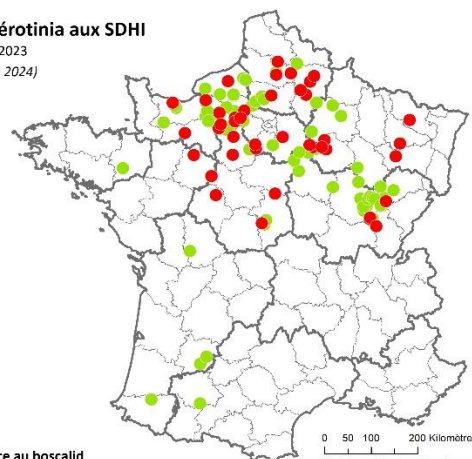 érotinia aux SDHI
2023
2024)
0 50 100 200 Kilomètre
ce au boscalid